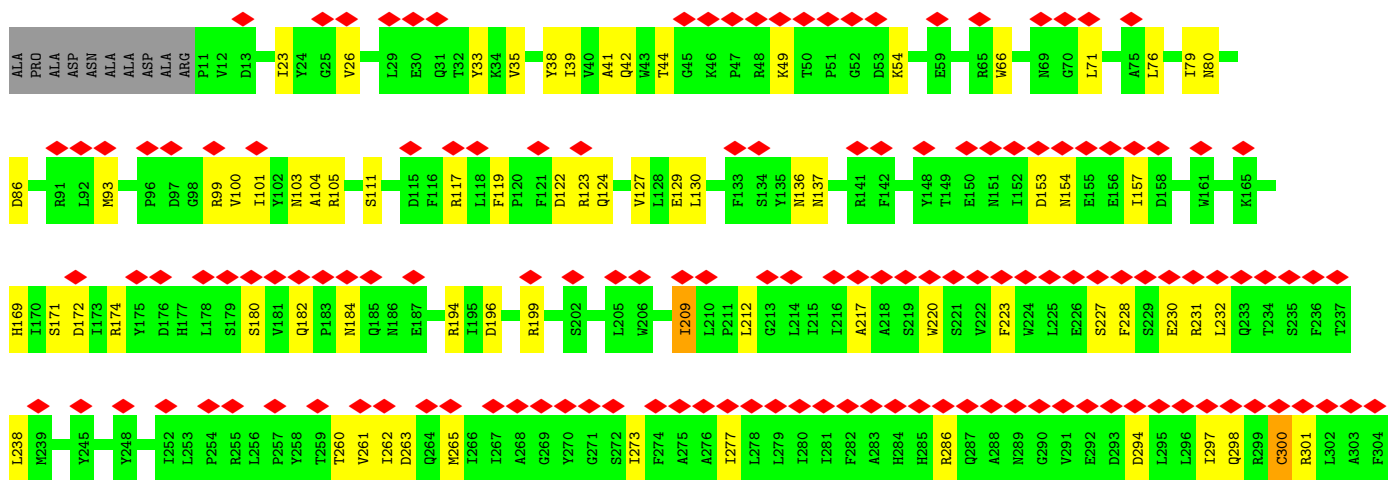 ALA PRO ALA ASP ASN ALA ALA ASP ALA ARG P11 V12 D13 I23 Y24 G25 V26 L29 E30 Q31 T32 Y33 K34 V35 Y38 I39 V40 A41 Q42 W43 T44 G45 K46 P47 R48 K49 T50 P51 G52 D53 K54 E59 R65 W66 N69 G70 L71 A75 L76 I79 N80
D86 R91 L92 M93 P96 D97 G98 R99 V100 I101 Y102 N103 A104 R105 S111 D115 F116 R117 L118 F119 P120 F121 D122 R123 Q124 V127 L128 E129 L130 F133 S134 Y135 N136 N137 R141 F142 Y148 T149 E150 N151 I152 D153 N154 E155 E156 I157 D158 W161 K165
H169 I170 S171 D172 I173 R174 Y175 D176 H177 L178 S179 S180 V181 Q182 P183 N184 Q185 N186 E187 R194 I195 D196 R199 S202 L205 W206 I209 L210 P211 L212 G213 L214 I215 I216 A217 A218 S219 W220 S221 V222 F223 W224 L225 E226 S227 F228 S229 E230 R231 L232 Q233 T234 S235 F236 T237
L238 M239 Y245 Y248 I252 L253 P254 R255 L256 P257 Y258 T259 T260 V261 I262 D263 Q264 M265 I266 I267 A268 G269 Y270 G271 S272 I273 F274 A275 A276 I277 L278 L279 I280 I281 F282 A283 H284 H285 R286 Q287 A288 N289 G290 V291 E292 D293 D294 L295 L296 I297 Q298 R299 C300 R301 L302 A303 F304